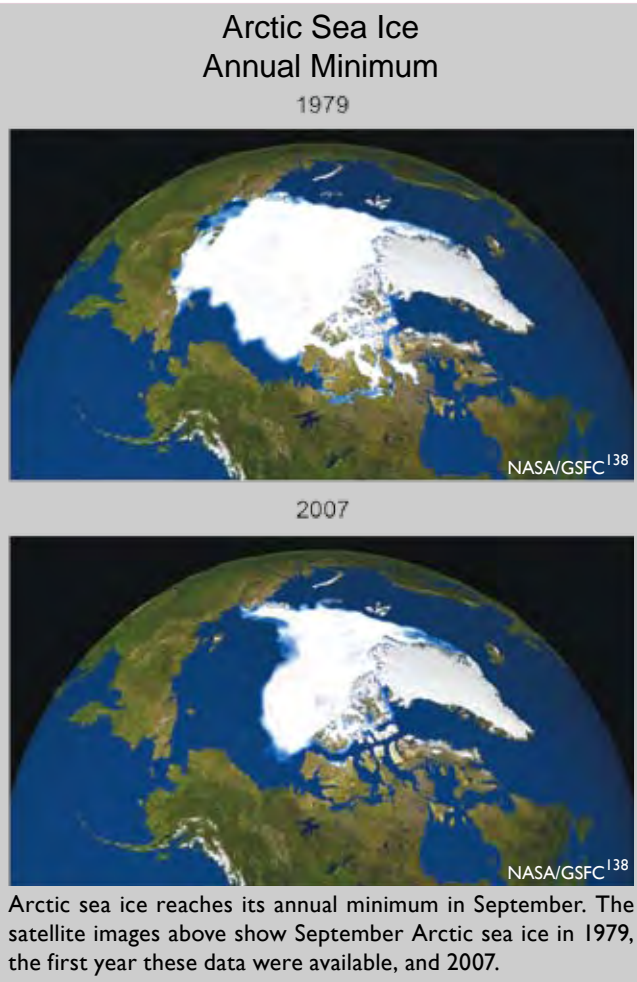 Arctic Sea Ice
Annual Minimum
1979
NASA/GSFC138
2007
NASA/GSFC138
Arctic sea ice reaches its annual minimum in September. The
satellite images above show September Arctic sea ice in 1979,
the first year these data were available, and 2007.